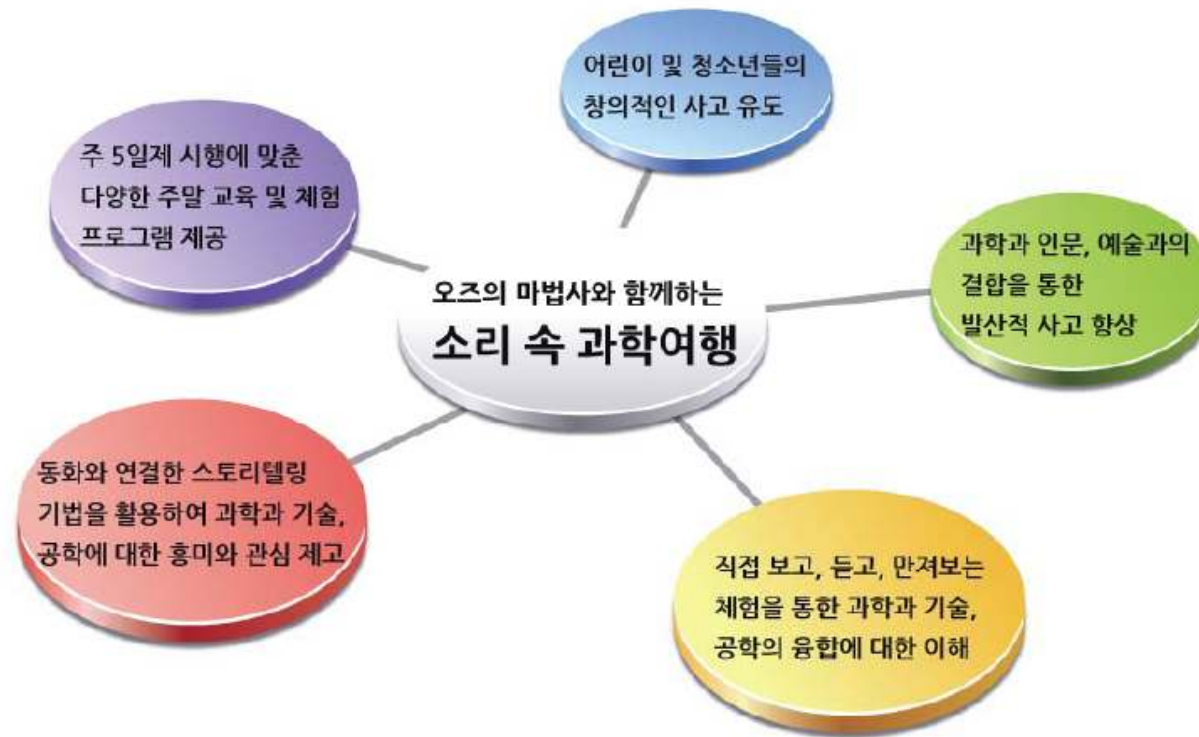 어린이 및 청소년들의
창의적인 사고 유도
주 5일제 시행에 맞춘
다양한 주말 교육 및 체험
프로그램 제공
과학과 인문, 예술과의
결합을 통한
발산적 사고 향상
오즈의 마법사와 함께하는
소리 속 과학여행
동화와 연결한 스토리텔링
기법을 활용하여 과학과 기술,
공학에 대한 흥미와 관심 제고
직접 보고, 듣고, 만져보는
체험을 통한 과학과 기술,
공학의 융합에 대한 이해